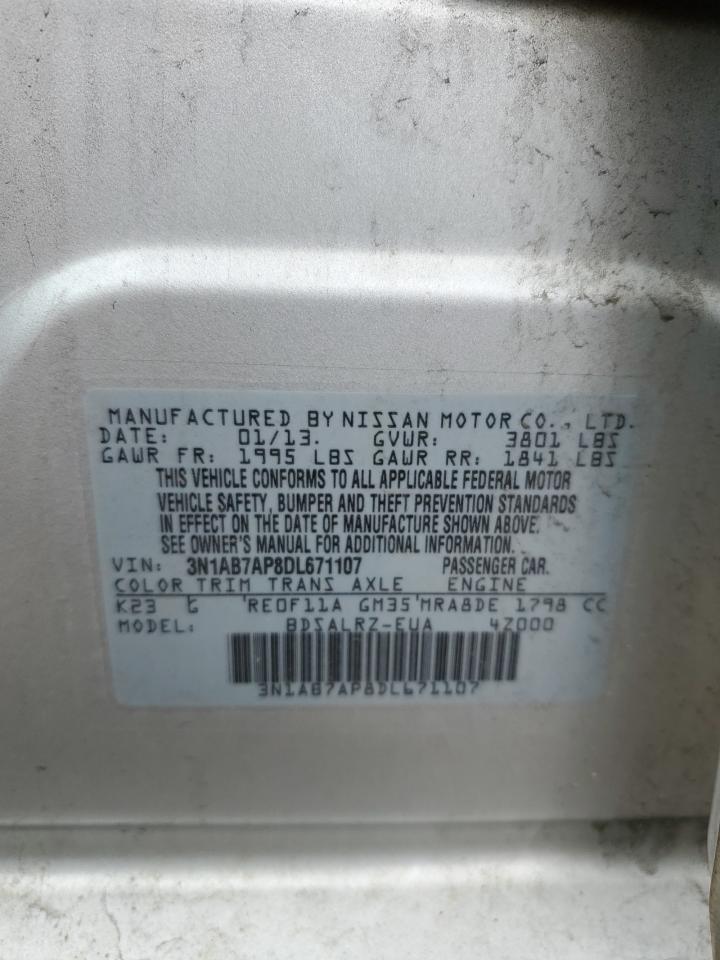 MANUFACTURED BY NISSAN MOTOR CO., LTD.
DATE: 01/13. GVWR: 3801 LBS
GAWR FR: 1995 LBS GAWR RR: 1841 LBS
THIS VEHICLE CONFORMS TO ALL APPLICABLE FEDERAL MOTOR
VEHICLE SAFETY, BUMPER AND THEFT PREVENTION STANDARDS
IN EFFECT ON THE DATE OF MANUFACTURE SHOWN ABOVE.
SEE OWNER'S MANUAL FOR ADDITIONAL INFORMATION.
VIN: 3N1AB7AP8DL671107 PASSENGER CAR.
COLOR TRIM TRANS AXLE ENGINE
K23 G RE0F11A GM35 MRA8DE 1798 CC
MODEL: BDSALRZ-EUA 4Z000
3N1AB7AP8DL671107